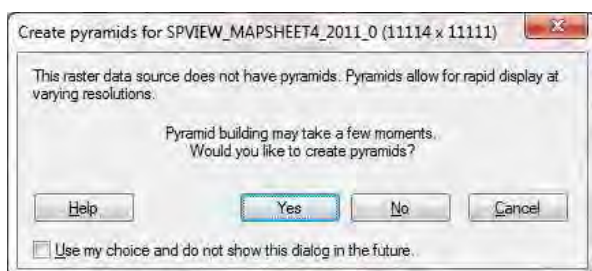 Create pyramids for SPVIEW_MAPSHEET4_2011_0 (11114 x 11111)
This raster data source does not have pyramids. Pyramids allow for rapid display at
varying resolutions.
Pyramid building may take a few moments.
Would you like to create pyramids?
Help Yes No Cancel
Use my choice and do not show this dialog in the future.